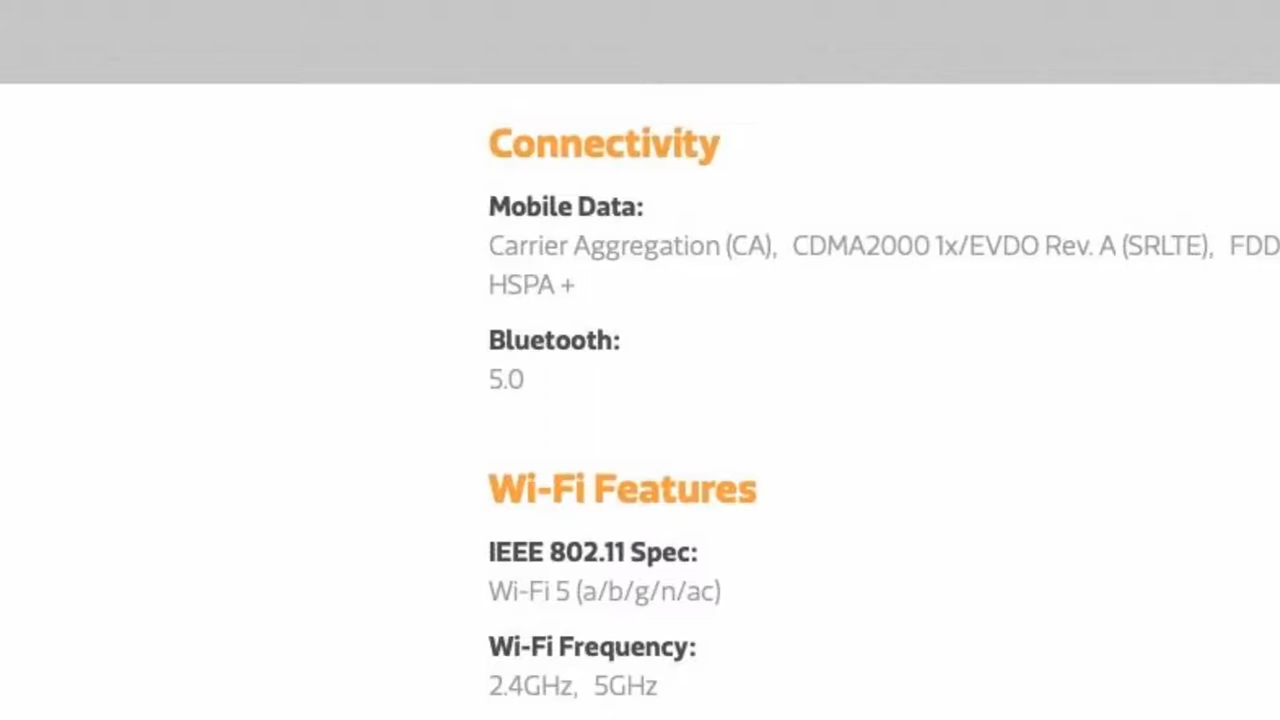 Connectivity
Mobile Data:
Carrier Aggregation (CA), CDMA2000 1x/EVDO Rev. A (SRLTE), FDD
HSPA +
Bluetooth:
5.0
Wi-Fi Features
IEEE 802.11 Spec:
Wi-Fi 5 (a/b/g/n/ac)
Wi-Fi Frequency:
2.4GHz, 5GHz